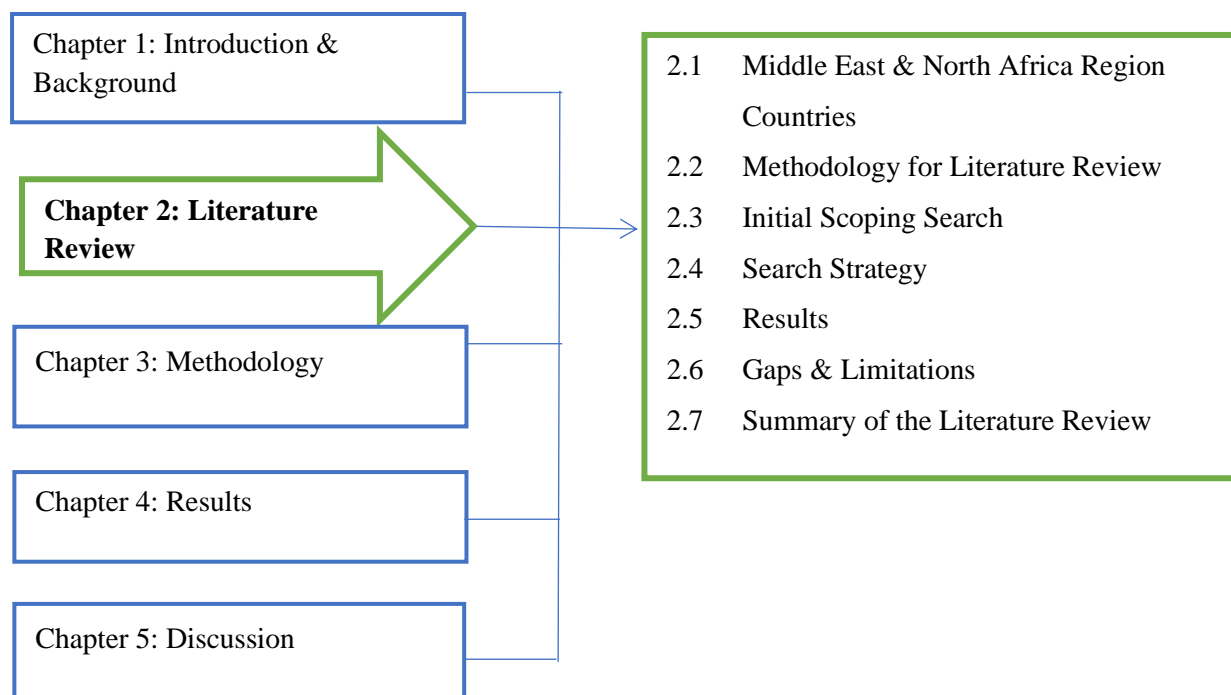 Chapter 1: Introduction &
Background
Chapter 2: Literature
Review
Chapter 3: Methodology
Chapter 4: Results
Chapter 5: Discussion
2.1 Middle East & North Africa Region
Countries
2.2 Methodology for Literature Review
2.3 Initial Scoping Search
2.4 Search Strategy
2.5 Results
2.6 Gaps & Limitations
2.7 Summary of the Literature Review